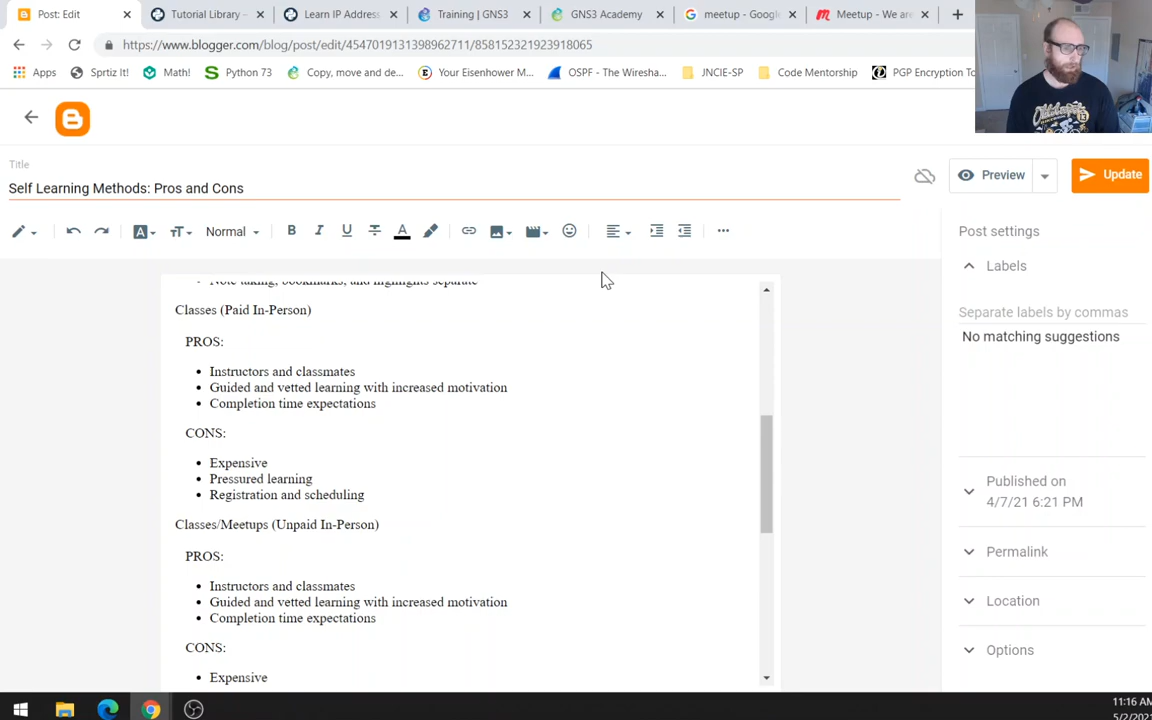 Post: Edit
Tutorial Library –
Learn IP Address
Training | GNS3
GNS3 Academy
meetup - Google
Meetup - We are
https://www.blogger.com/blog/post/edit/4547019131398962711/858152321923918065
Apps
Sprtiz It!
Math!
Python 73
Copy, move and de...
Your Eisenhower M...
OSPF - The Wiresha...
JNCIE-SP
Code Mentorship
PGP Encryption To
Title
Self Learning Methods: Pros and Cons
Preview
Update
Normal
Post settings
Labels
Separate labels by commas
No matching suggestions
Published on
4/7/21 6:21 PM
Permalink
Location
Options
Note taking, bookmarks, and highlights separate
Classes (Paid In-Person)
PROS:
Instructors and classmates
Guided and vetted learning with increased motivation
Completion time expectations
CONS:
Expensive
Pressured learning
Registration and scheduling
Classes/Meetups (Unpaid In-Person)
PROS:
Instructors and classmates
Guided and vetted learning with increased motivation
Completion time expectations
CONS:
Expensive
11:16 AM
5/2/202